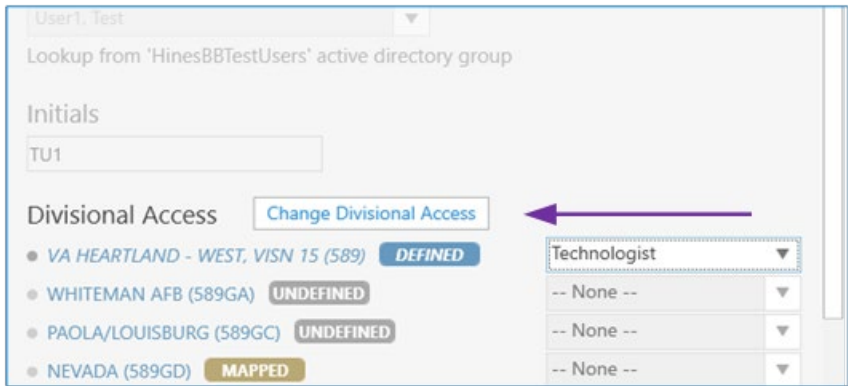 User1, Test
Lookup from 'HinesBBTestUsers' active directory group
Initials
TU1
Divisional Access Change Divisional Access
VA HEARTLAND - WEST, VISN 15 (589) DEFINED Technologist
WHITEMAN AFB (589GA) UNDEFINED -- None --
PAOLA/LOUISBURG (589GC) UNDEFINED -- None --
NEVADA (589GD) MAPPED -- None --